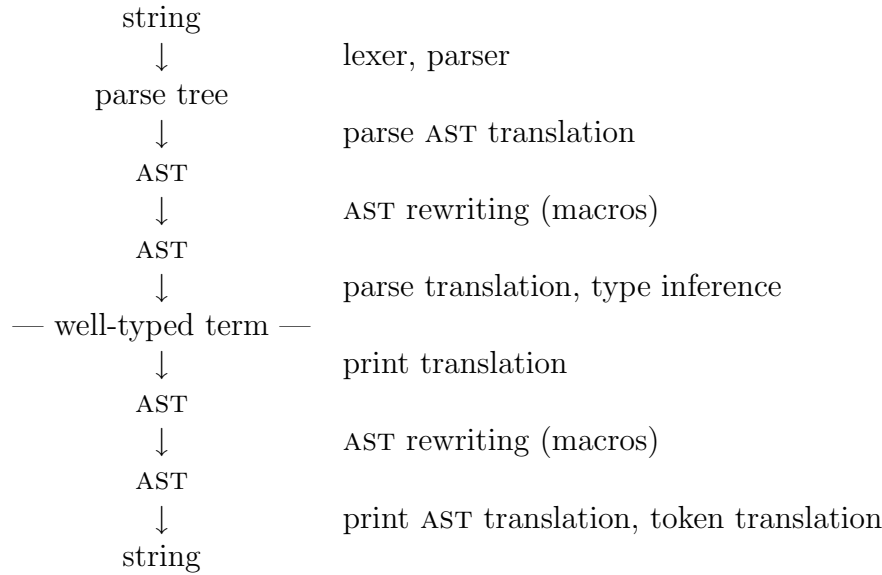 string
↓ lexer, parser
parse tree
↓ parse AST translation
AST
↓ AST rewriting (macros)
AST
↓ parse translation, type inference
— well-typed term —
↓ print translation
AST
↓ AST rewriting (macros)
AST
↓ print AST translation, token translation
string